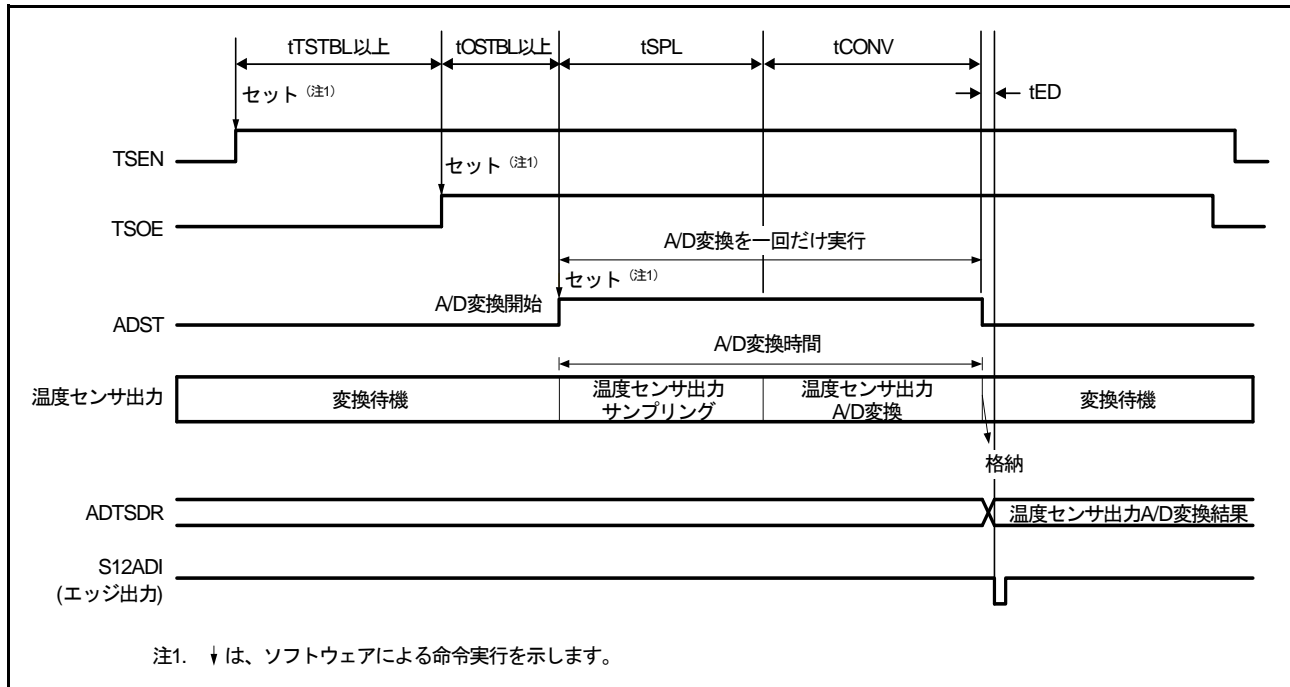 tTSTBL以上 tOSTBL以上 tSPL tCONV
tED
セット（注1）
TSEN
セット（注1）
TSOE
A/D変換を一回だけ実行
セット（注1）
A/D変換開始
ADST
A/D変換時間
温度センサ出力
変換待機
温度センサ出力
サンプリング
温度センサ出力
A/D変換
変換待機
格納
ADTSDR
温度センサ出力A/D変換結果
S12ADI
(エッジ出力)
注1. ↓は、ソフトウェアによる命令実行を示します。